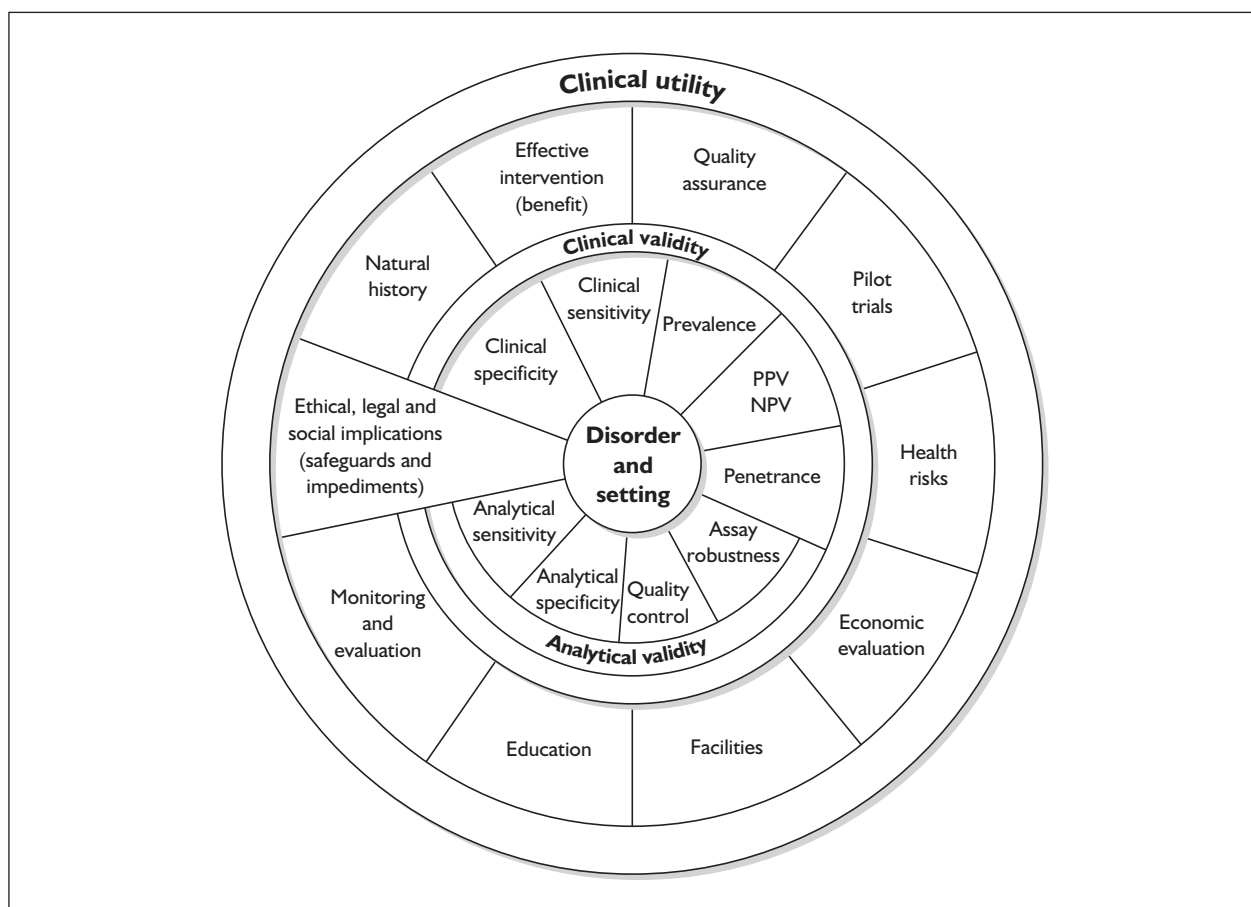 Clinical utility
Effective
intervention
(benefit)
Quality
assurance
Pilot
trials
Health
risks
Economic
evaluation
Facilities
Education
Monitoring
and
evaluation
Ethical, legal and
social implications
(safeguards and
impediments)
Natural
history
Clinical validity
Clinical
specificity
Clinical
sensitivity
Prevalence
PPV
NPV
Penetrance
Assay
robustness
Quality
control
Analytical
specificity
Analytical
sensitivity
Analytical validity
Disorder
and
setting